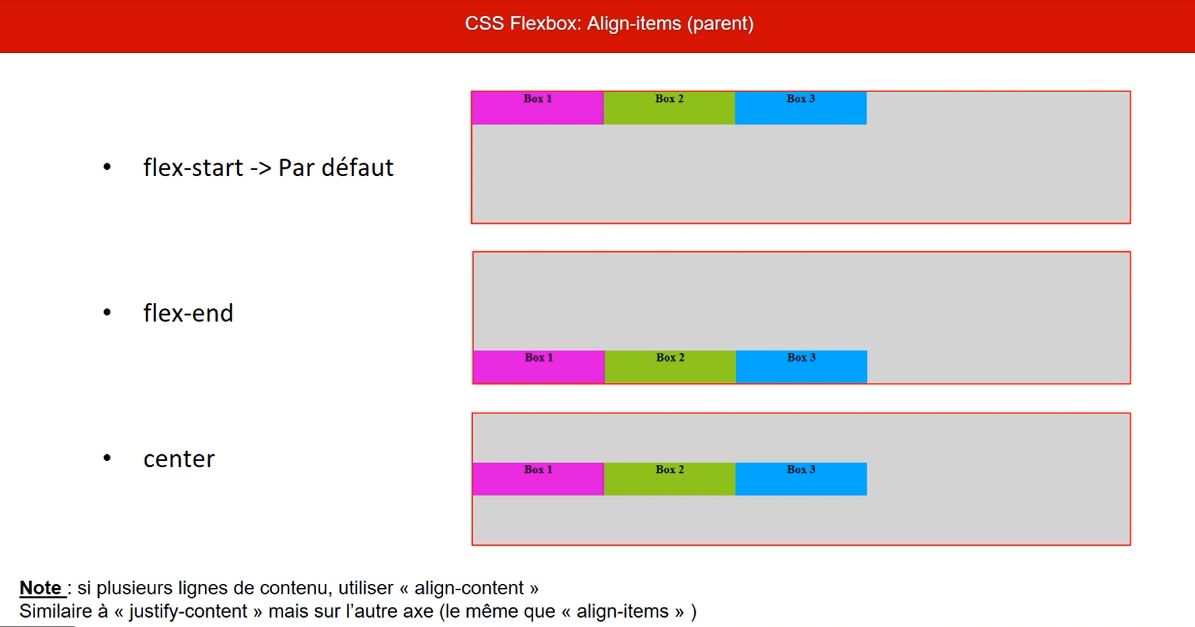 CSS Flexbox: Align-items (parent)
Box 1 Box 2 Box 3
• flex-start -> Par défaut
• flex-end
Box 1 Box 2 Box 3
• center
Box 1 Box 2 Box 3
Note : si plusieurs lignes de contenu, utiliser « align-content »
Similaire à « justify-content » mais sur l’autre axe (le même que « align-items » )